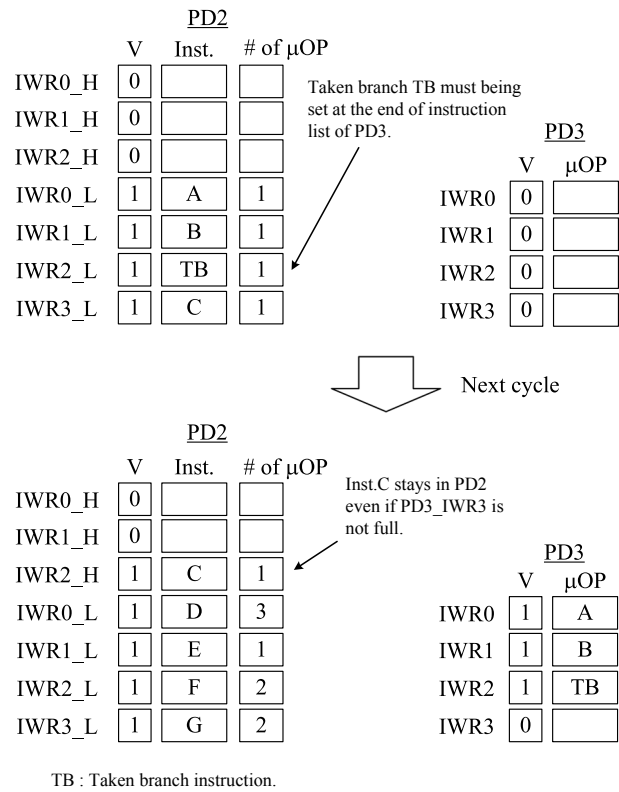 PD2
V Inst. # of μOP
IWR0_H 0
IWR1_H 0
IWR2_H 0
IWR0_L 1 A 1
IWR1_L 1 B 1
IWR2_L 1 TB 1
IWR3_L 1 C 1
Taken branch TB must being
set at the end of instruction
list of PD3.
PD3
V μOP
IWR0 0
IWR1 0
IWR2 0
IWR3 0
Next cycle
PD2
V Inst. # of μOP
IWR0_H 0
IWR1_H 0
IWR2_H 1 C 1
IWR0_L 1 D 3
IWR1_L 1 E 1
IWR2_L 1 F 2
IWR3_L 1 G 2
Inst.C stays in PD2
even if PD3_IWR3 is
not full.
PD3
V μOP
IWR0 1 A
IWR1 1 B
IWR2 1 TB
IWR3 0
TB : Taken branch instruction.